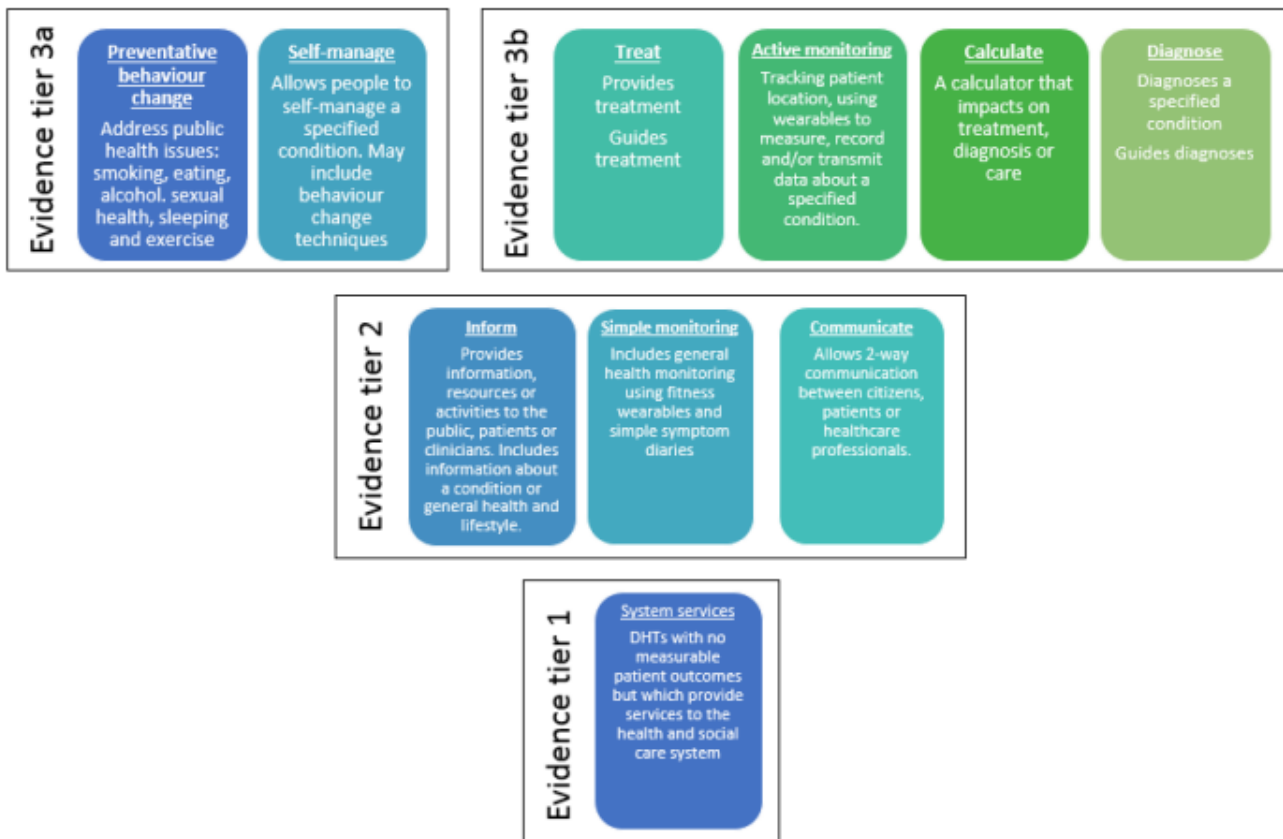 Evidence tier 3a
Preventative
behaviour
change
Address public
health issues:
smoking, eating,
alcohol. sexual
health, sleeping
and exercise
Self-manage
Allows people to
self-manage a
specified
condition. May
include
behaviour
change
techniques
Evidence tier 3b
Treat
Provides
treatment
Guides
treatment
Active monitoring
Tracking patient
location, using
wearables to
measure, record
and/or transmit
data about a
specified
condition.
Calculate
A calculator that
impacts on
treatment,
diagnosis or
care
Diagnose
Diagnoses a
specified
condition
Guides diagnoses
Evidence tier 2
Inform
Provides
information,
resources or
activities to the
public, patients or
clinicians. Includes
information about
a condition or
general health and
lifestyle.
Simple monitoring
Includes general
health monitoring
using fitness
wearables and
simple symptom
diaries
Communicate
Allows 2-way
communication
between citizens,
patients or
healthcare
professionals.
Evidence tier 1
System services
DHTs with no
measurable
patient outcomes
but which provide
services to the
health and social
care system